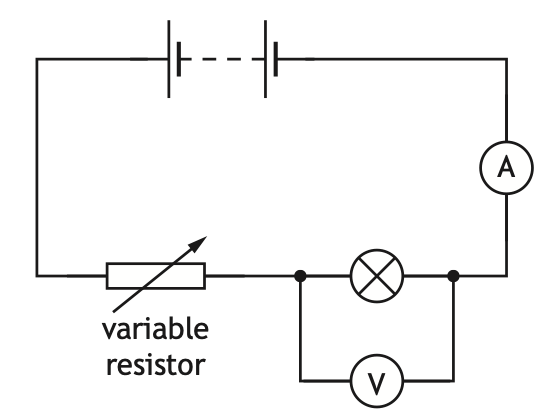 A
variable
resistor
V